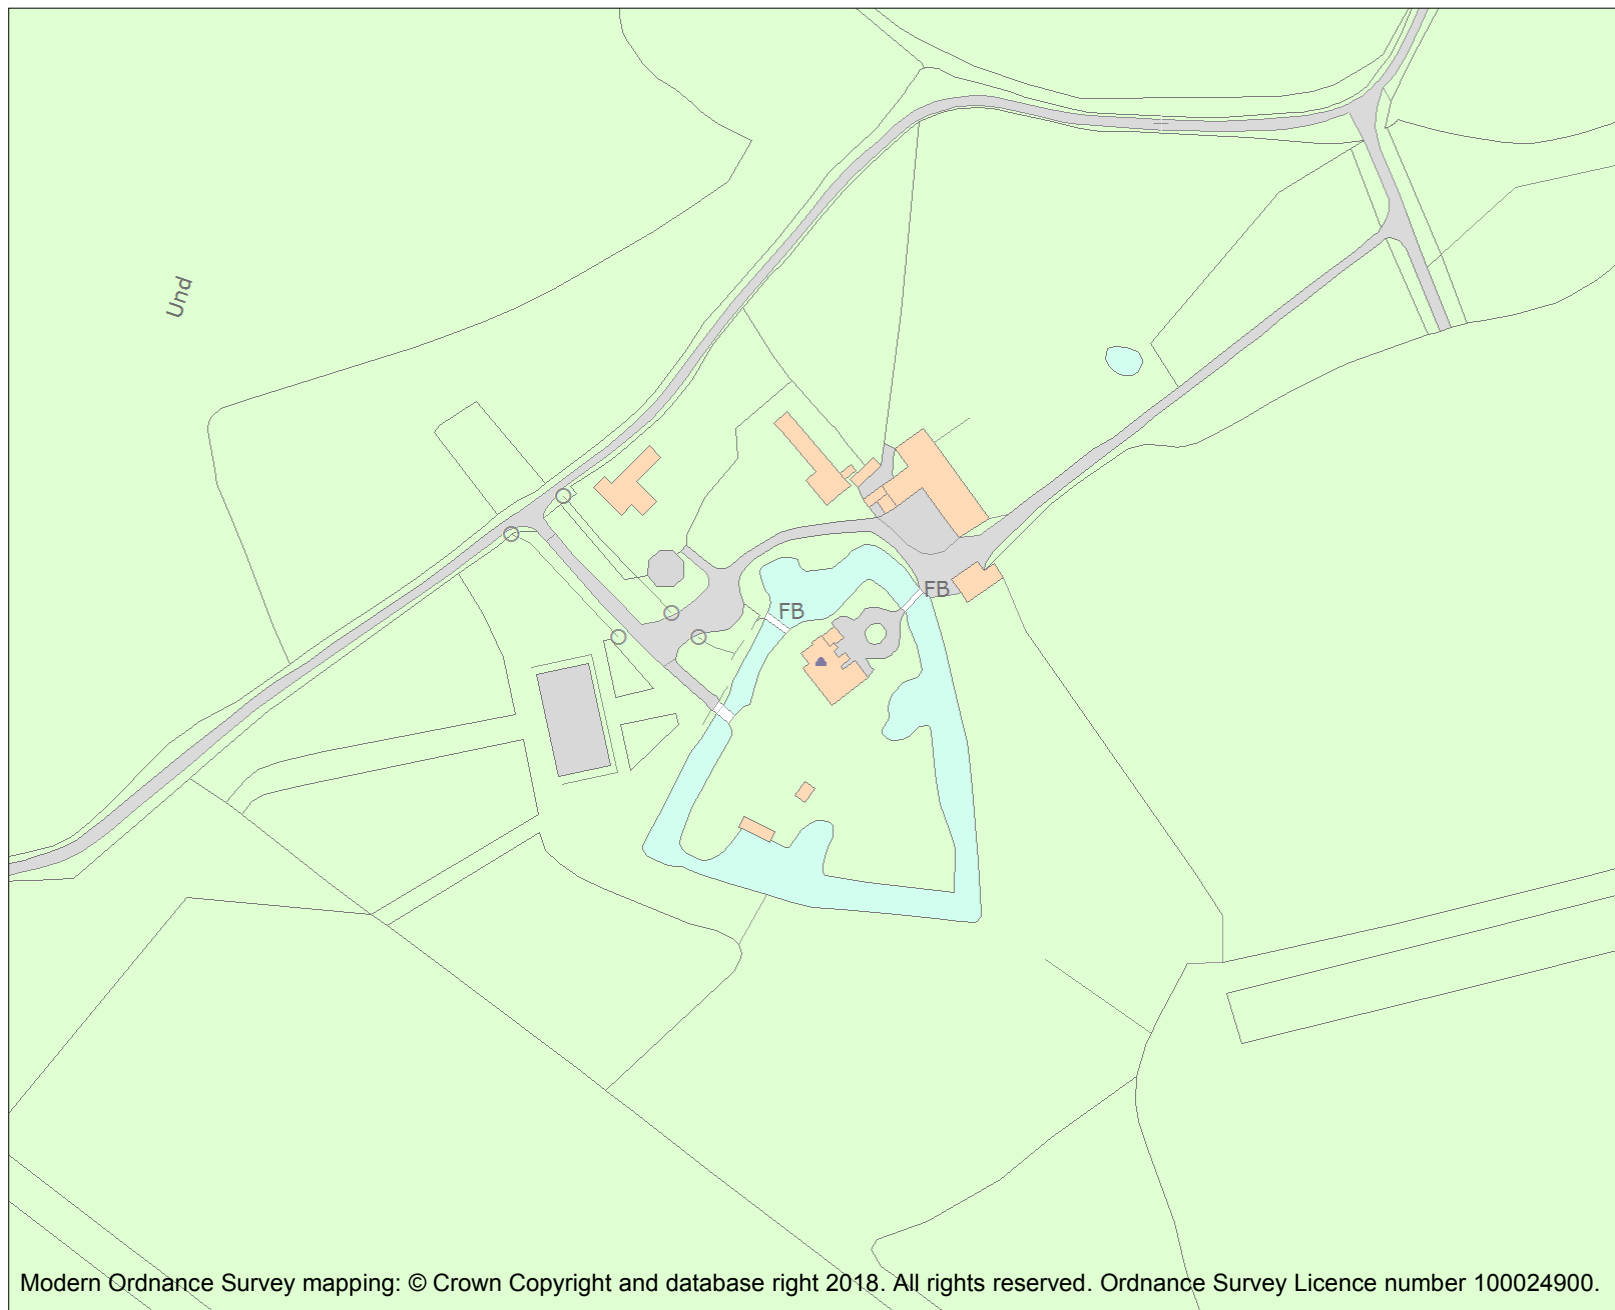 Und
FB
FB
Modern Ordnance Survey mapping: © Crown Copyright and database right 2018. All rights reserved. Ordnance Survey Licence number 100024900.